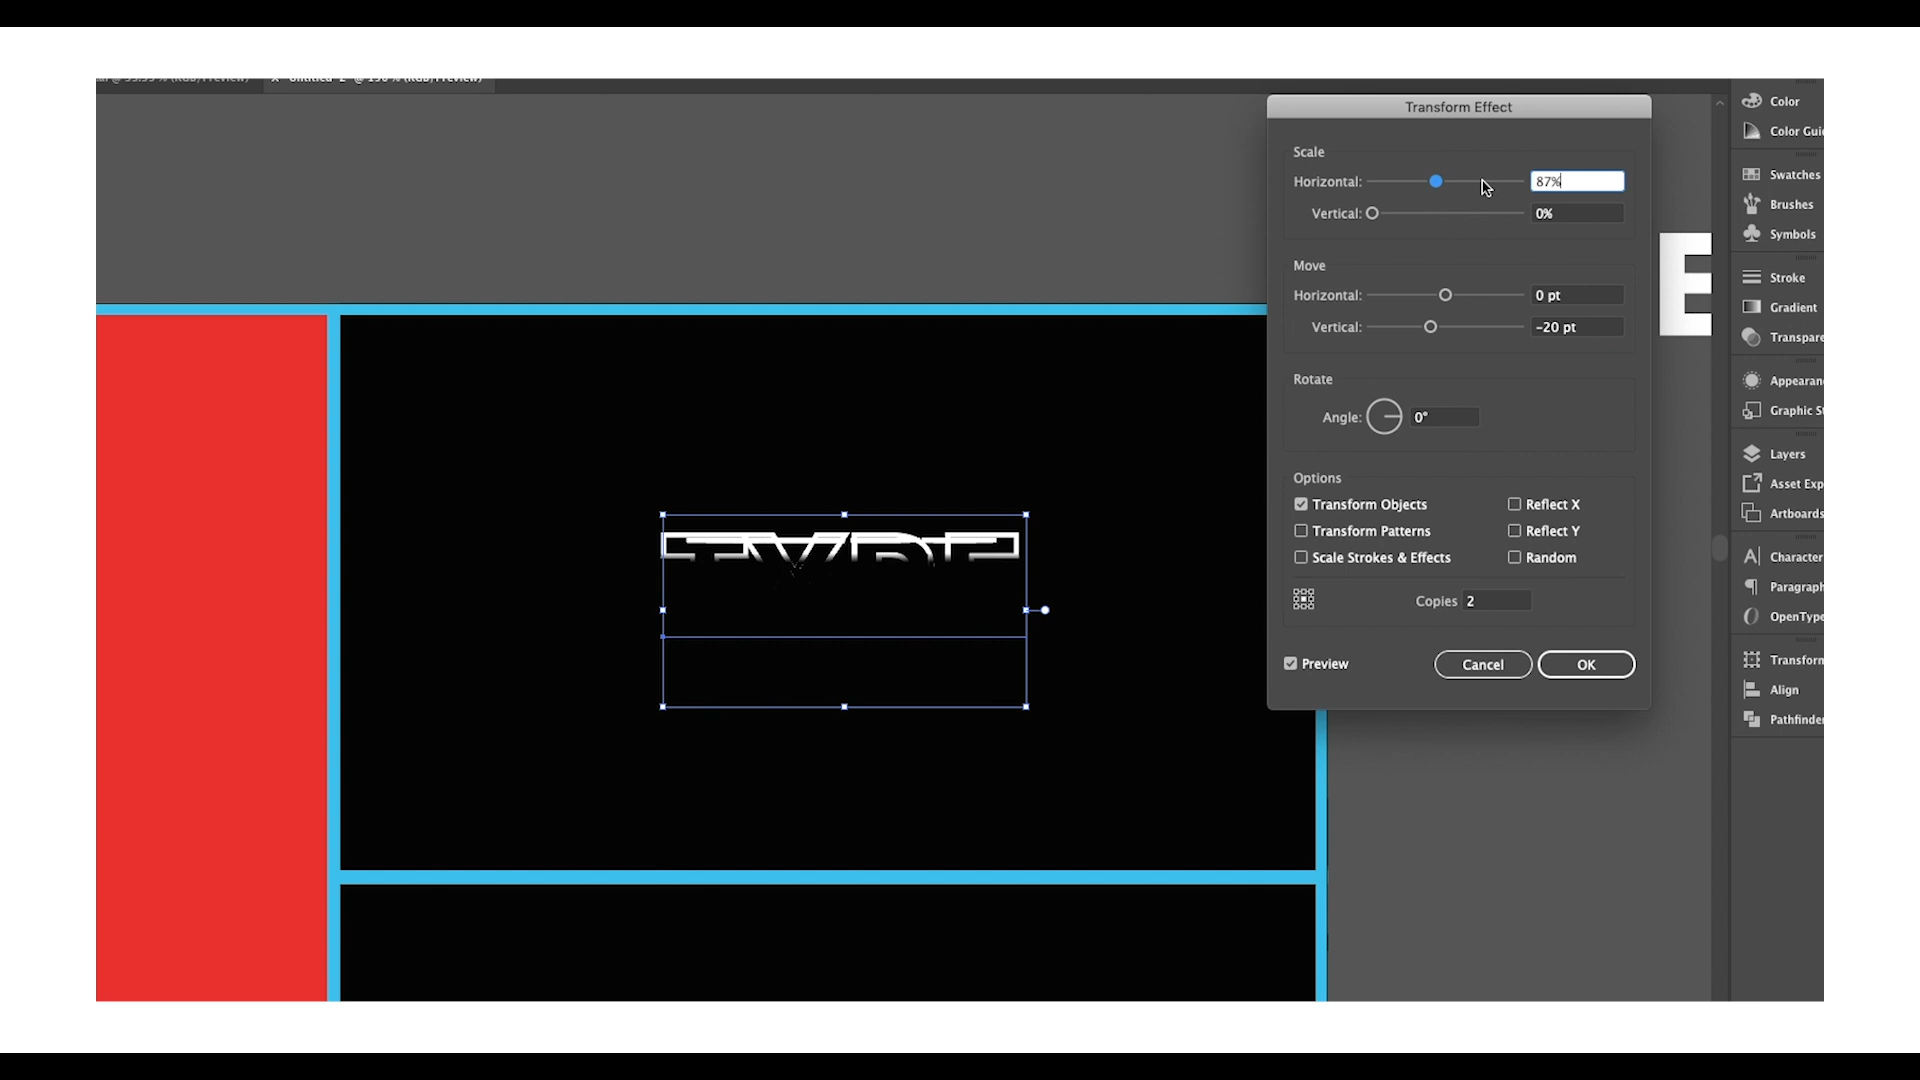 Transform Effect
Scale
Horizontal: 87%
Vertical: 0%
Move
Horizontal: 0 pt
Vertical: -20 pt
Rotate
Angle: 0°
Options
Transform Objects
Reflect X
Transform Patterns
Reflect Y
Scale Strokes & Effects
Random
Copies 2
Preview
Cancel
OK
E
Color
Color Gui
Swatches
Brushes
Symbols
Stroke
Gradient
Transpare
Appearan
Graphic S
Layers
Asset Exp
Artboards
Character
Paragraph
OpenType
Transform
Align
Pathfinde